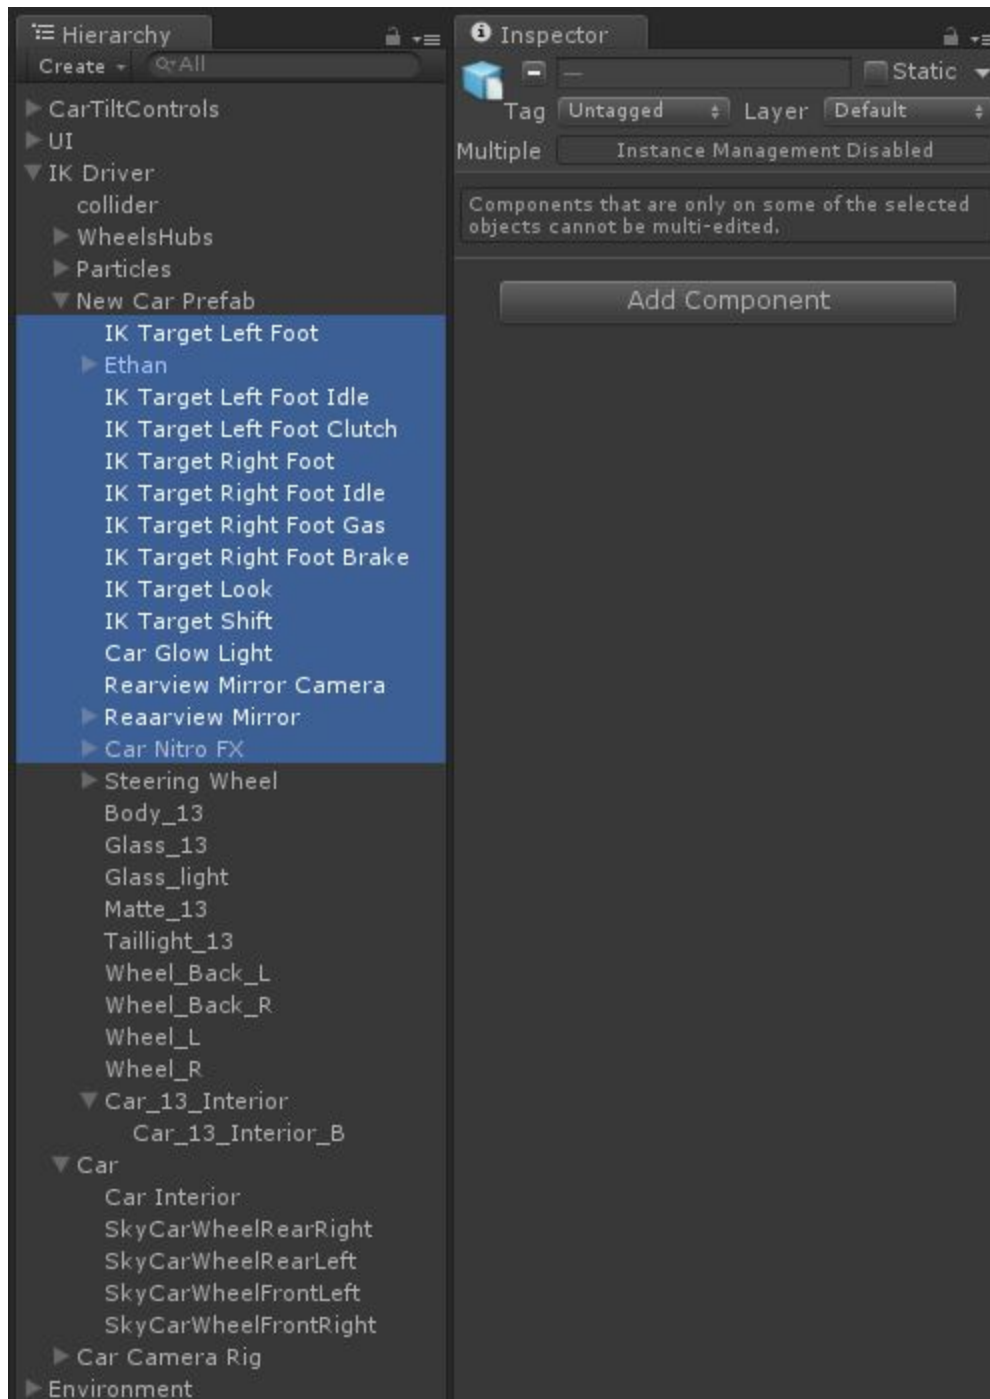 Hierarchy
Create
All
CarTiltControls
UI
IK Driver
collider
WheelsHubs
Particles
New Car Prefab
IK Target Left Foot
Ethan
IK Target Left Foot Idle
IK Target Left Foot Clutch
IK Target Right Foot
IK Target Right Foot Idle
IK Target Right Foot Gas
IK Target Right Foot Brake
IK Target Look
IK Target Shift
Car Glow Light
Rearview Mirror Camera
Reaarview Mirror
Car Nitro FX
Steering Wheel
Body_13
Glass_13
Glass_light
Matte_13
Taillight_13
Wheel_Back_L
Wheel_Back_R
Wheel_L
Wheel_R
Car_13_Interior
Car_13_Interior_B
Car
Car Interior
SkyCarWheelRearRight
SkyCarWheelRearLeft
SkyCarWheelFrontLeft
SkyCarWheelFrontRight
Car Camera Rig
Environment
Inspector
— Static
Tag Untagged Layer Default
Multiple Instance Management Disabled
Components that are only on some of the selected
objects cannot be multi-edited.
Add Component